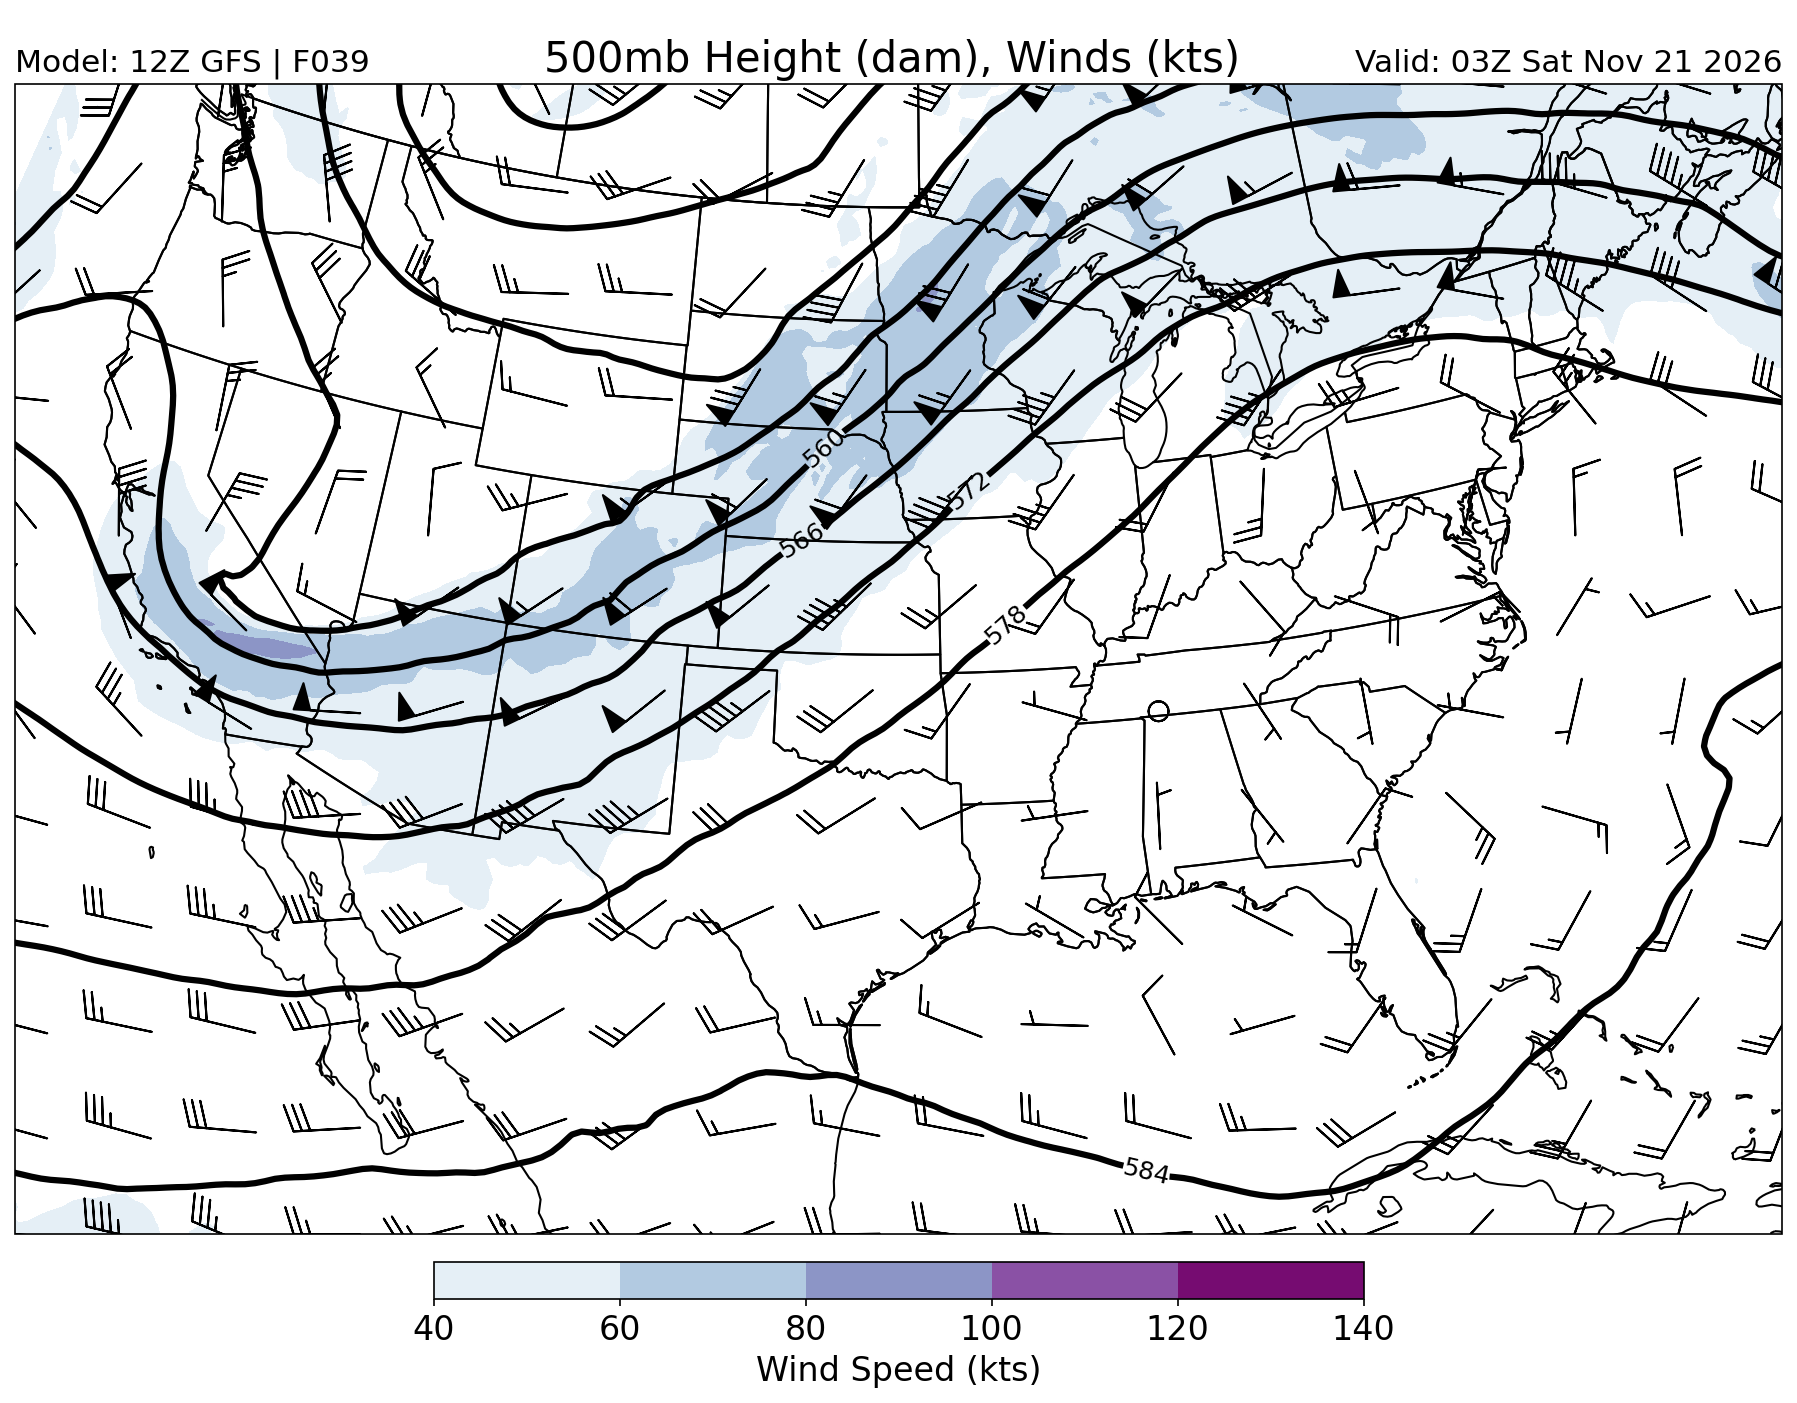 Model: 12Z GFS | F039
500mb Height (dam), Winds (kts)
Valid: 03Z Sat Nov 21 2026
560
572
566
578
584
40 60 80 100 120 140
Wind Speed (kts)